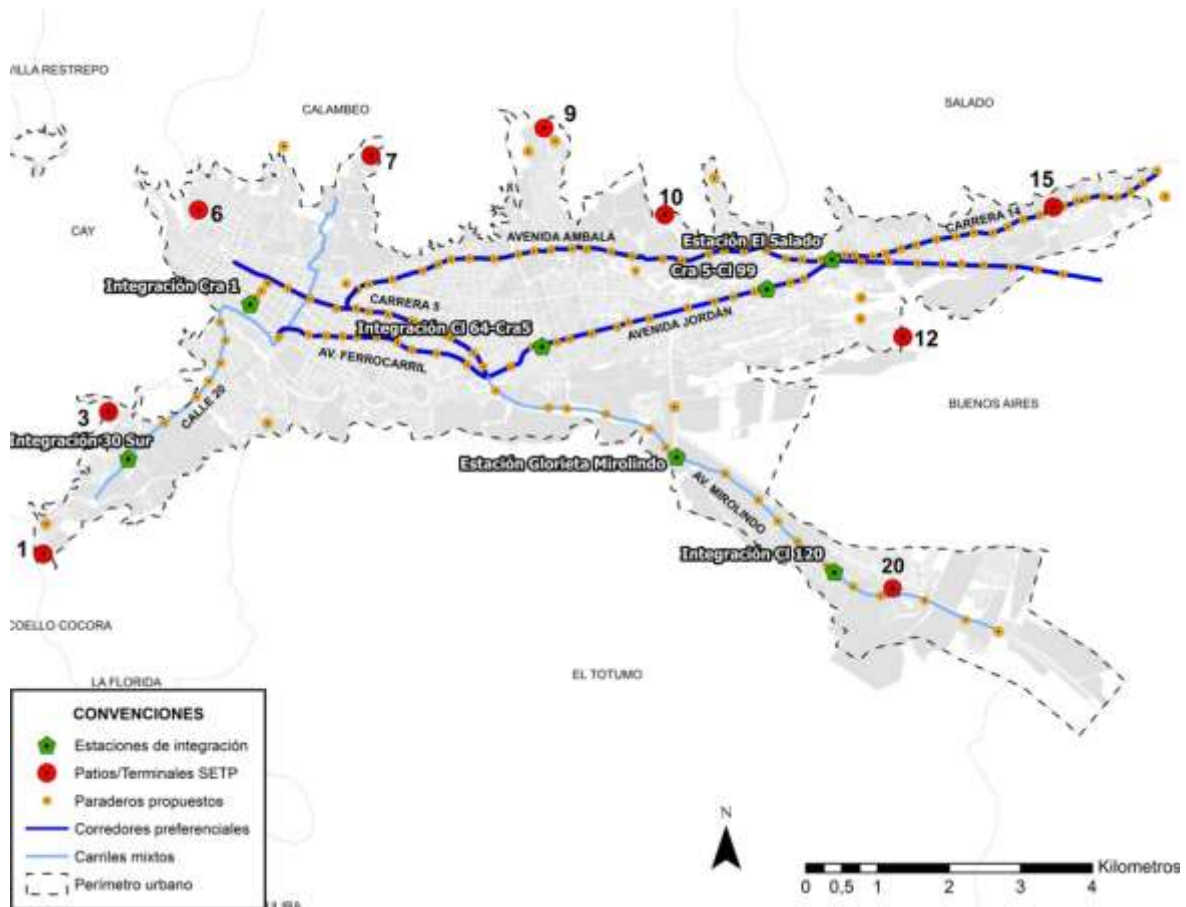 VILLA RESTREPO
CALAMBEO
SALADO
9
7
15
6
10
CARRERA 14
CAY
AVENIDA AMBALA
Estación El Salado
Cra 5-Cl 99
Integración Cra 1
CARRERA 5
Integración Cl 64-Cra5
AVENIDA JORDÁN
12
AV. FERROCARRIL
BUENOS AIRES
3
CALLE 20
Integración 30 Sur
Estación Glorieta Mirolindo
AV. MIROLINDO
1
Integración Cl 120
20
COELLO COCORA
EL TOTUMO
LA FLORIDA
CONVENCIONES
Estaciones de integración
Patios/Terminales SETP
Paraderos propuestos
Corredores preferenciales
Carriles mixtos
Perímetro urbano
N
Kilometros
0 0,5 1 2 3 4